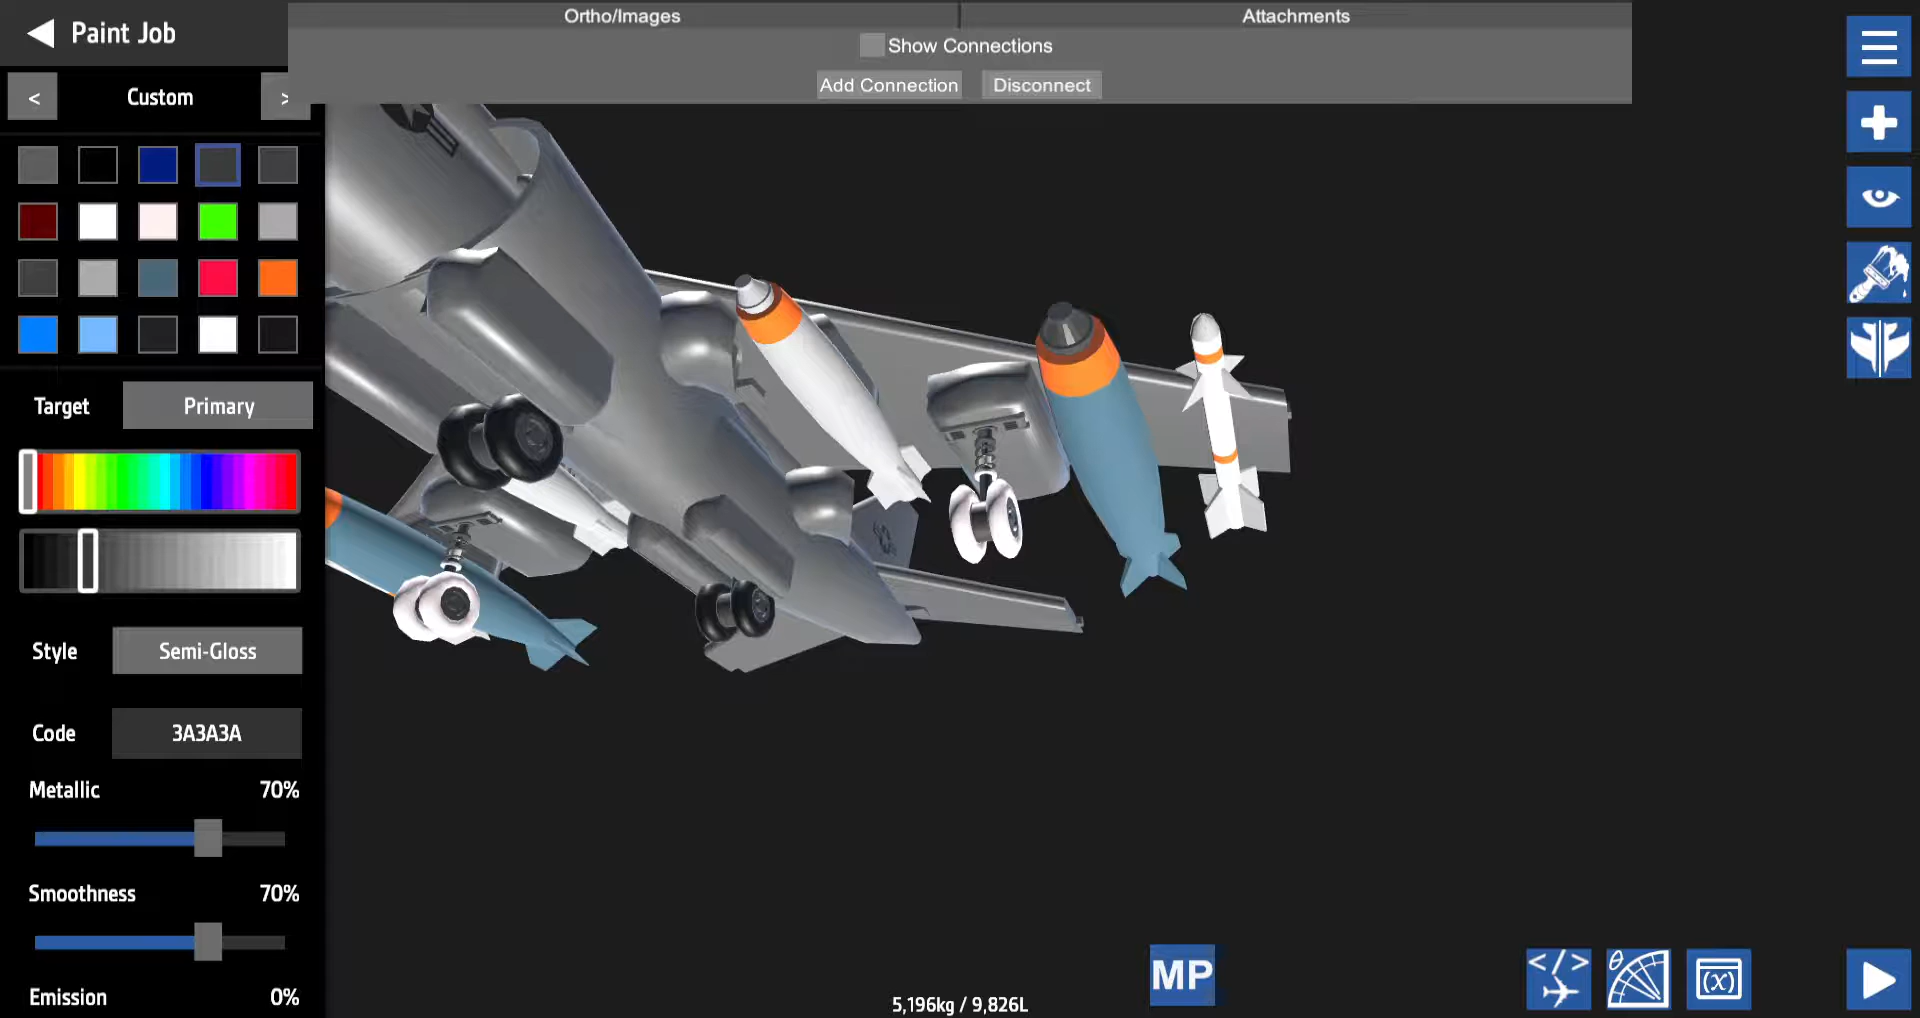 Paint Job
Ortho/Images
Attachments
Show Connections
Add Connection
Disconnect
<
Custom
>
Target
Primary
Style
Semi-Gloss
Code
3A3A3A
Metallic
70%
Smoothness
70%
Emission
0%
MP
5,196kg / 9,826L
</>
θ
(x)